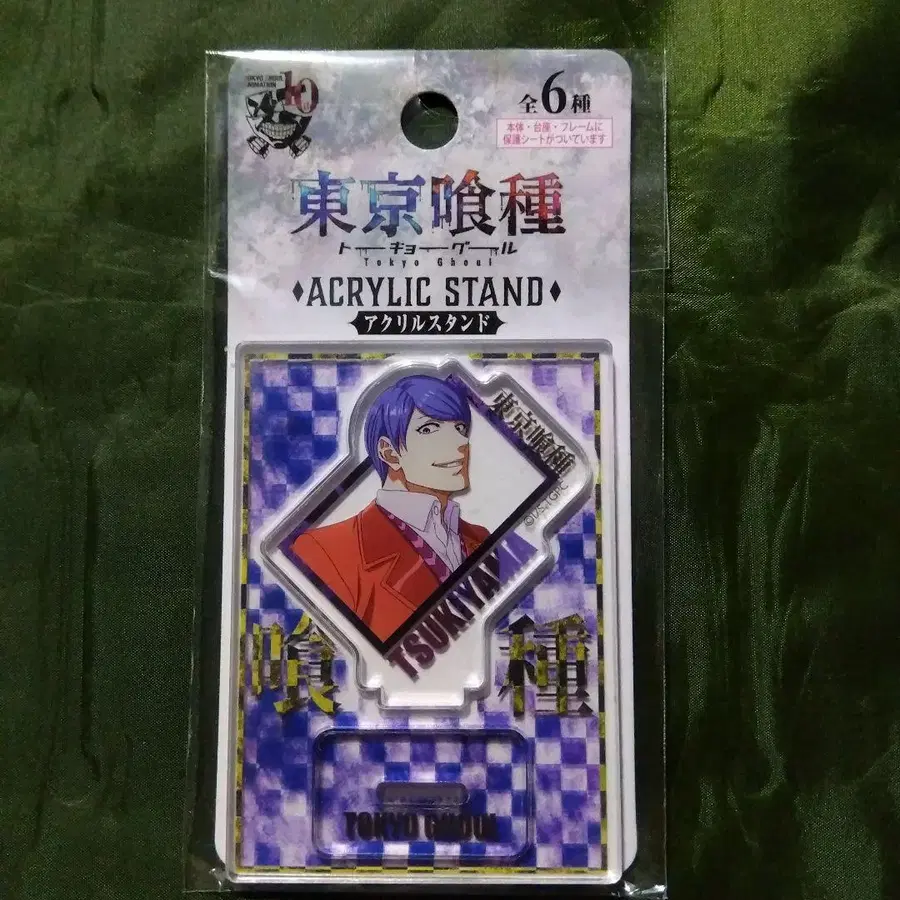 TOKYO GHOUL
ANIMATION
10
全6種
本体・台座・フレームに
保護シートがついています
東京喰種
トーキョーグール
Tokyo Ghoul
ACRYLIC STAND
アクリルスタンド
東京喰種
TSUKIYAMA
喰種
TOKYO GHOUL